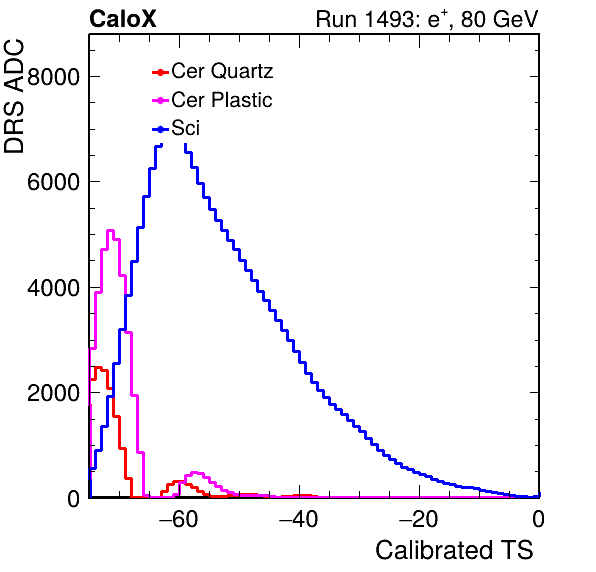 CaloX
Run 1493: e+, 80 GeV
DRS ADC
8000
6000
4000
2000
0
Cer Quartz
Cer Plastic
Sci
−60
−40
−20
0
Calibrated TS